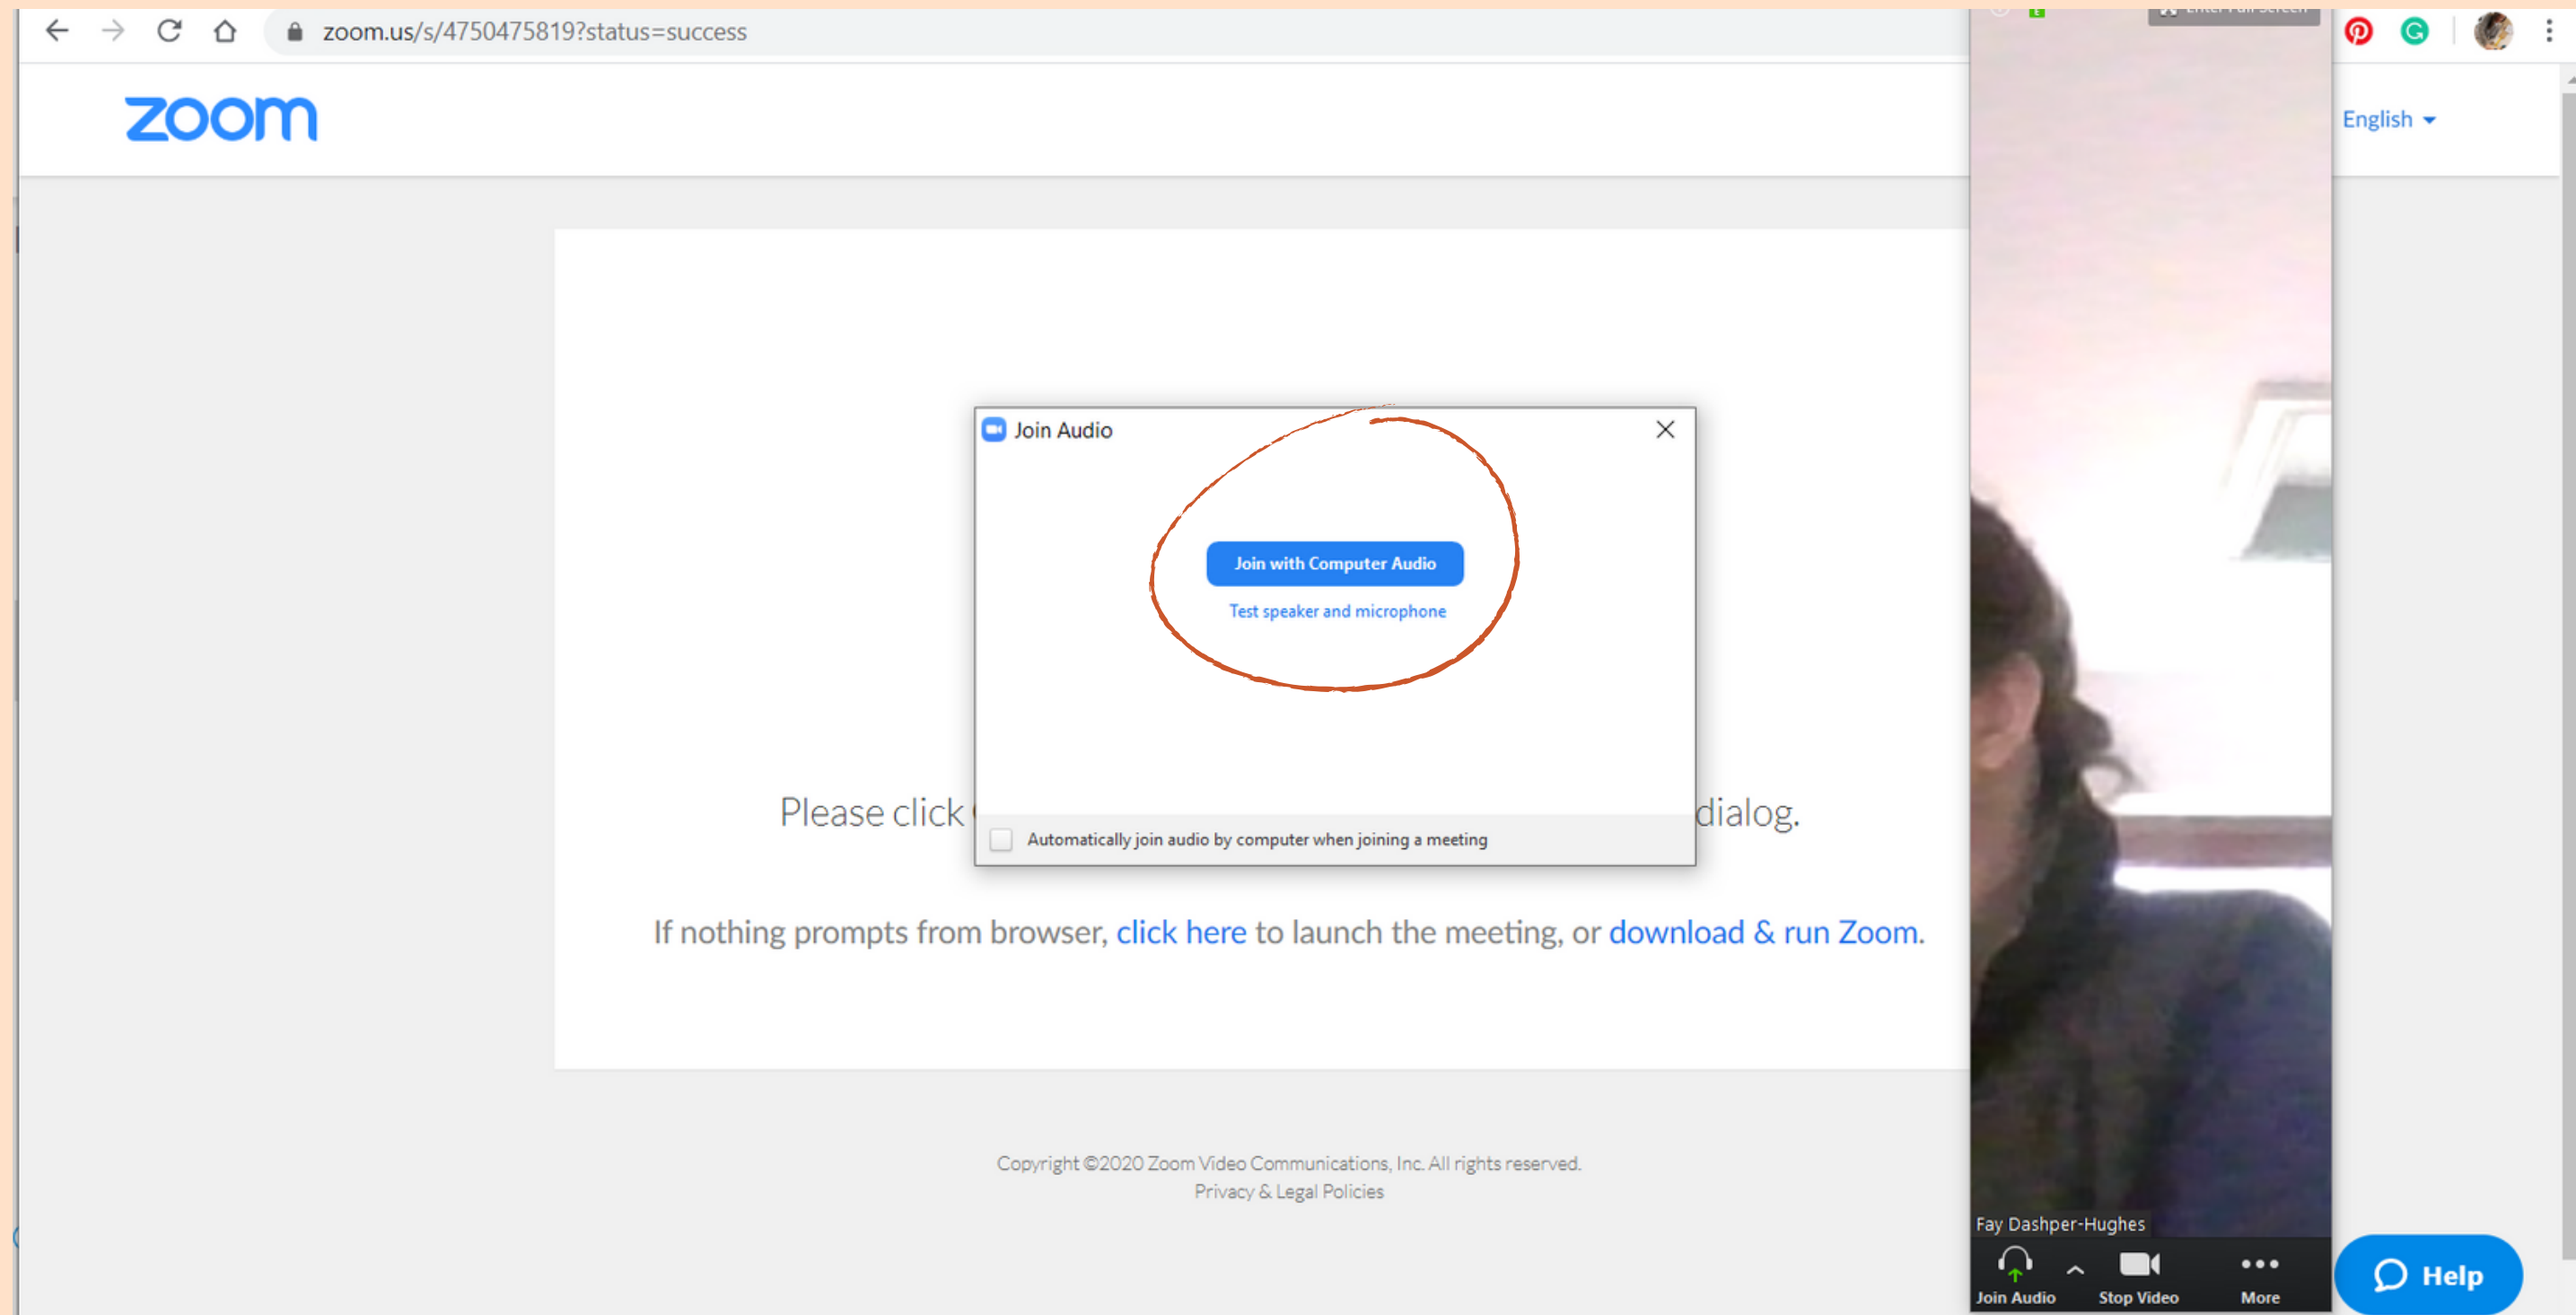 zoom.us/s/4750475819?status=success
Enter Full Screen
zoom
English
Join Audio
Join with Computer Audio
Test speaker and microphone
Please click
dialog.
Automatically join audio by computer when joining a meeting
If nothing prompts from browser, click here to launch the meeting, or download & run Zoom.
Copyright ©2020 Zoom Video Communications, Inc. All rights reserved.
Privacy & Legal Policies
Fay Dashper-Hughes
Join Audio Stop Video More
Help